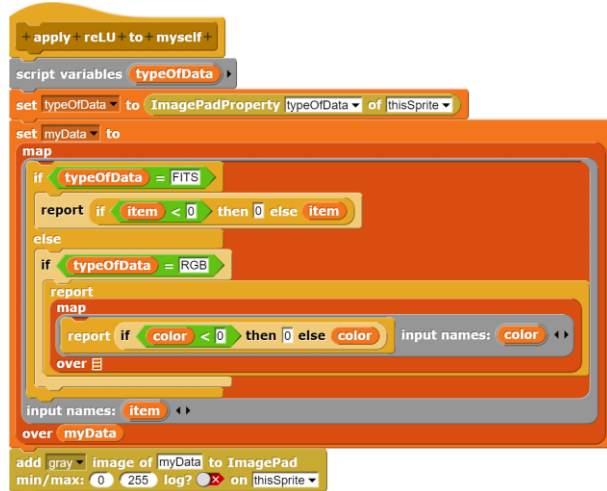 + apply + reLU + to + myself +
script variables typeOfData
set typeOfData to ImagePadProperty typeOfData of thisSprite
set myData to
map
if typeOfData = FITS
report if item < 0 then 0 else item
else
if typeOfData = RGB
report
map
report if color < 0 then 0 else color input names: color
over
input names: item
over myData
add gray image of myData to ImagePad
min/max: 0 255 log? on thisSprite